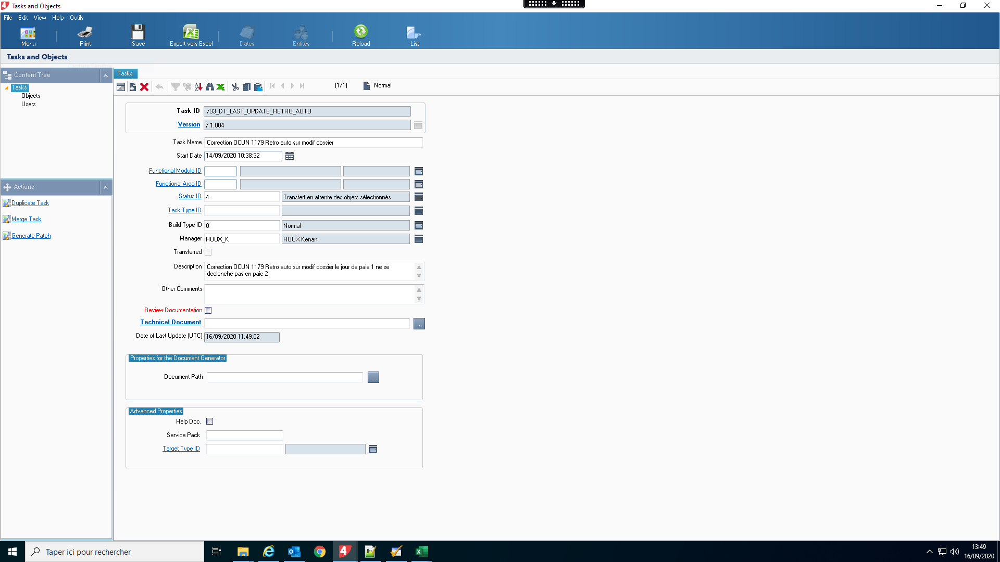 Tasks and Objects
File Edit View Help Outils
Menu Print Save Export vers Excel Dates Entités Reload List
Tasks and Objects
Content Tree
Tasks
Objects
Users
Actions
Duplicate Task
Merge Task
Generate Patch
Tasks
(1/1) Normal
Task ID 793_DT_LAST_UPDATE_RETRO_AUTO
Version 7.1.004
Task Name Correction OCUN 1179 Retro auto sur modif dossier
Start Date 14/09/2020 10:38:32
Functional Module ID
Functional Area ID
Status ID 4 Transfert en attente des objets sélectionnés
Task Type ID
Build Type ID 0 Normal
Manager ROUX_K ROUX Kenan
Transferred
Description Correction OCUN 1179 Retro auto sur modif dossier le jour de paie 1 ne se
declenche pas en paie 2
Other Comments
Review Documentation
Technical Document ...
Date of Last Update (UTC) 16/09/2020 11:49:02
Properties for the Document Generator
Document Path ...
Advanced Properties
Help Doc.
Service Pack
Target Type ID
Taper ici pour rechercher
13:49
16/09/2020